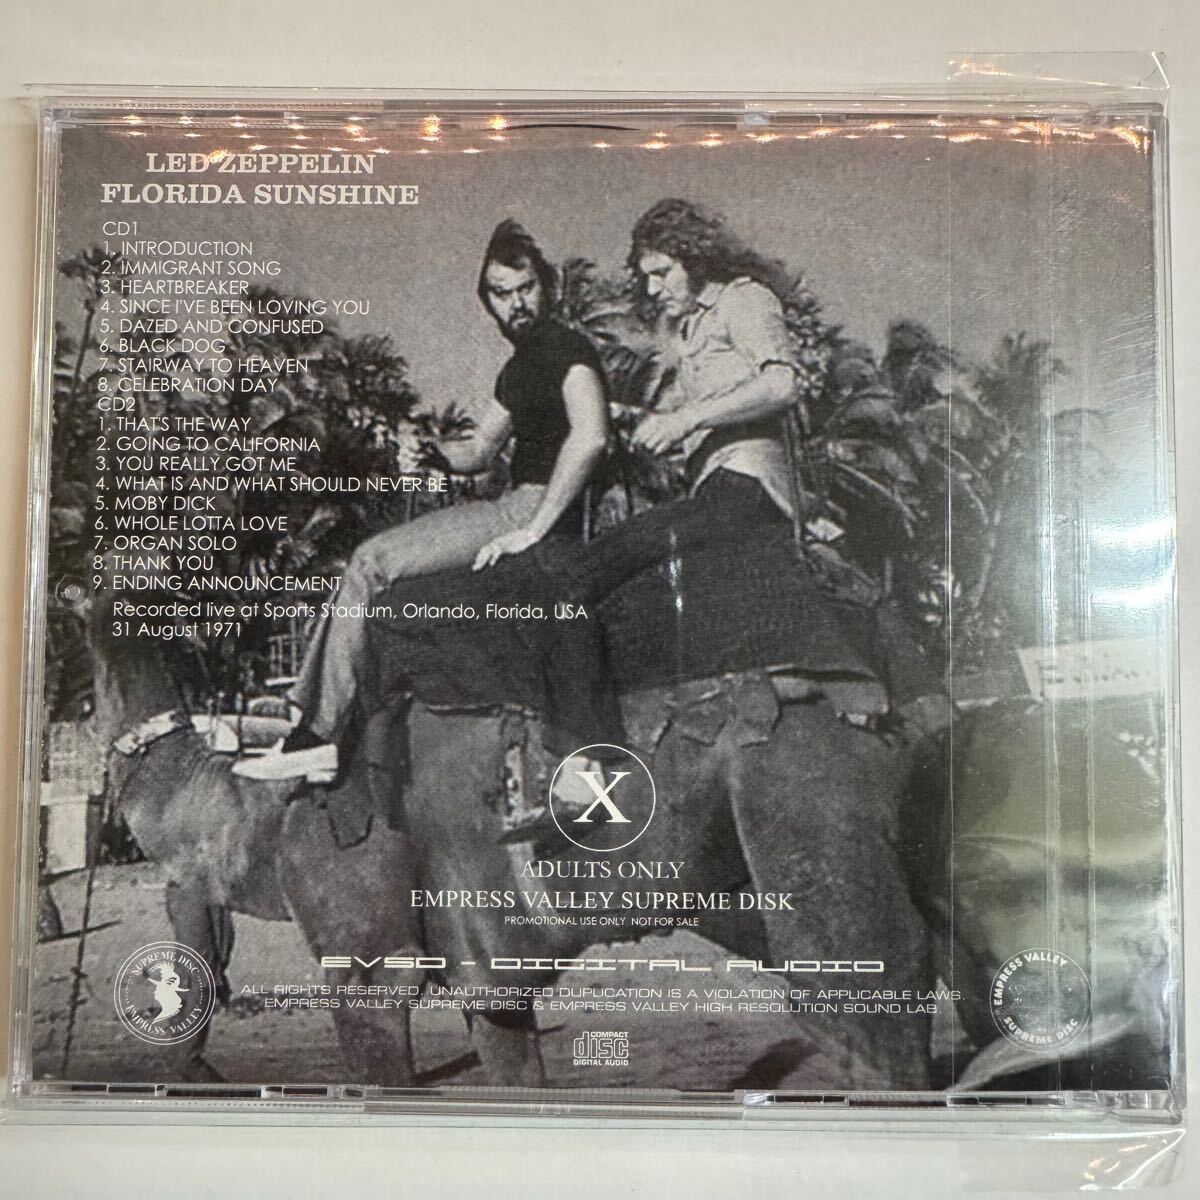 LED ZEPPELIN
FLORIDA SUNSHINE
CD1
1. INTRODUCTION
2. IMMIGRANT SONG
3. HEARTBREAKER
4. SINCE I'VE BEEN LOVING YOU
5. DAZED AND CONFUSED
6. BLACK DOG
7. STAIRWAY TO HEAVEN
8. CELEBRATION DAY
CD2
1. THAT'S THE WAY
2. GOING TO CALIFORNIA
3. YOU REALLY GOT ME
4. WHAT IS AND WHAT SHOULD NEVER BE
5. MOBY DICK
6. WHOLE LOTTA LOVE
7. ORGAN SOLO
8. THANK YOU
9. ENDING ANNOUNCEMENT
Recorded live at Sports Stadium, Orlando, Florida, USA
31 August 1971
X
ADULTS ONLY
EMPRESS VALLEY SUPREME DISK
PROMOTIONAL USE ONLY. NOT FOR SALE
EVSD - DIGITAL AUDIO
ALL RIGHTS RESERVED. UNAUTHORIZED DUPLICATION IS A VIOLATION OF APPLICABLE LAWS.
EMPRESS VALLEY SUPREME DISC & EMPRESS VALLEY HIGH RESOLUTION SOUND LAB.
SUPREME DISC
EMPRESS VALLEY
EMPRESS VALLEY
SUPREME DISC
COMPACT
disc
DIGITAL AUDIO